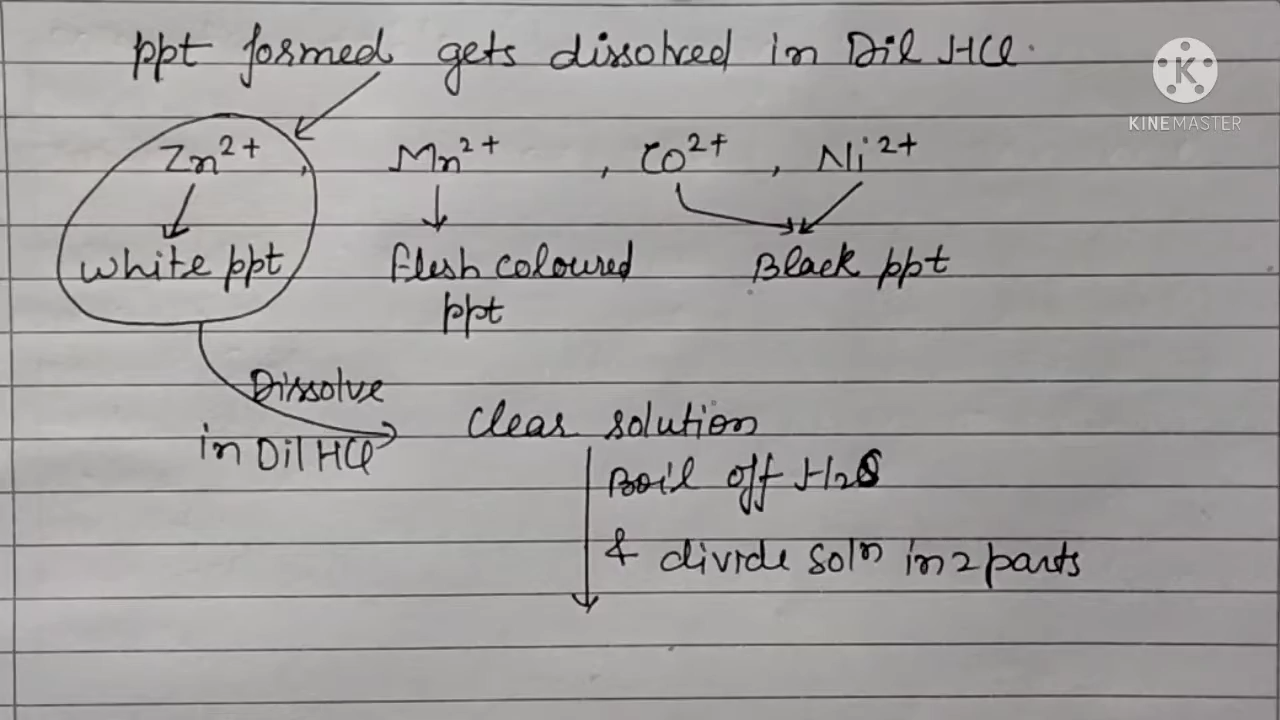 ppt formed gets dissolved in Dil HCl.
K
KINEMASTER
Zn2+, Mn2+, Co2+, Ni2+
white ppt flesh coloured Black ppt
ppt
Dissolve
in Dil HCl
Clear solution
Boil off H2S
& divide soln in 2 parts